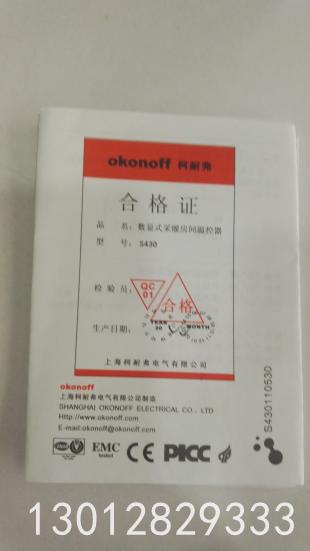 okonoff 柯耐弗
合格证
品 名：数显式采暖房间温控器
型 号：S430
检验员：
QC
01
合格
生产日期：
YEAR
20
MONTH
上海柯耐弗电气有限公司
okonoff
上海柯耐弗电气有限公司制造
SHANGHAI OKONOFF ELECTRICAL CO., LTD
Http://www.okonoff.com
E-mail.okonoff@okonoff.com
EMC
tested
CE
PICC
S430110530
13012829333